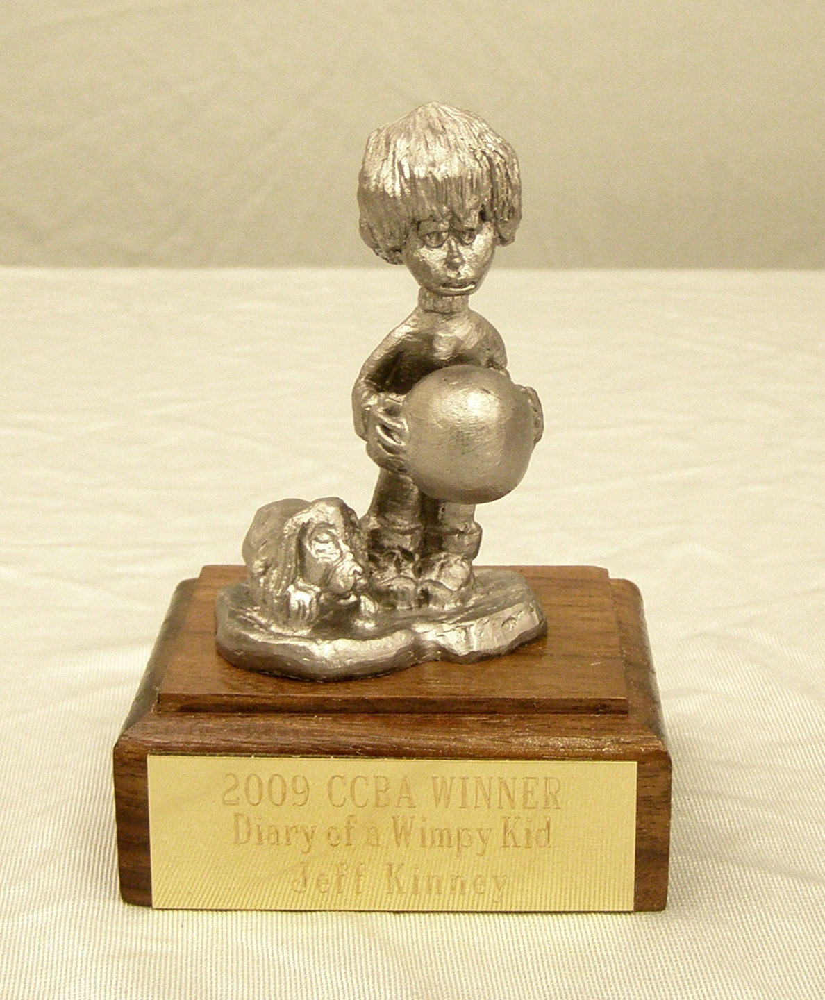 2009 CCBA WINNER
Diary of a Wimpy Kid
Jeff Kinney